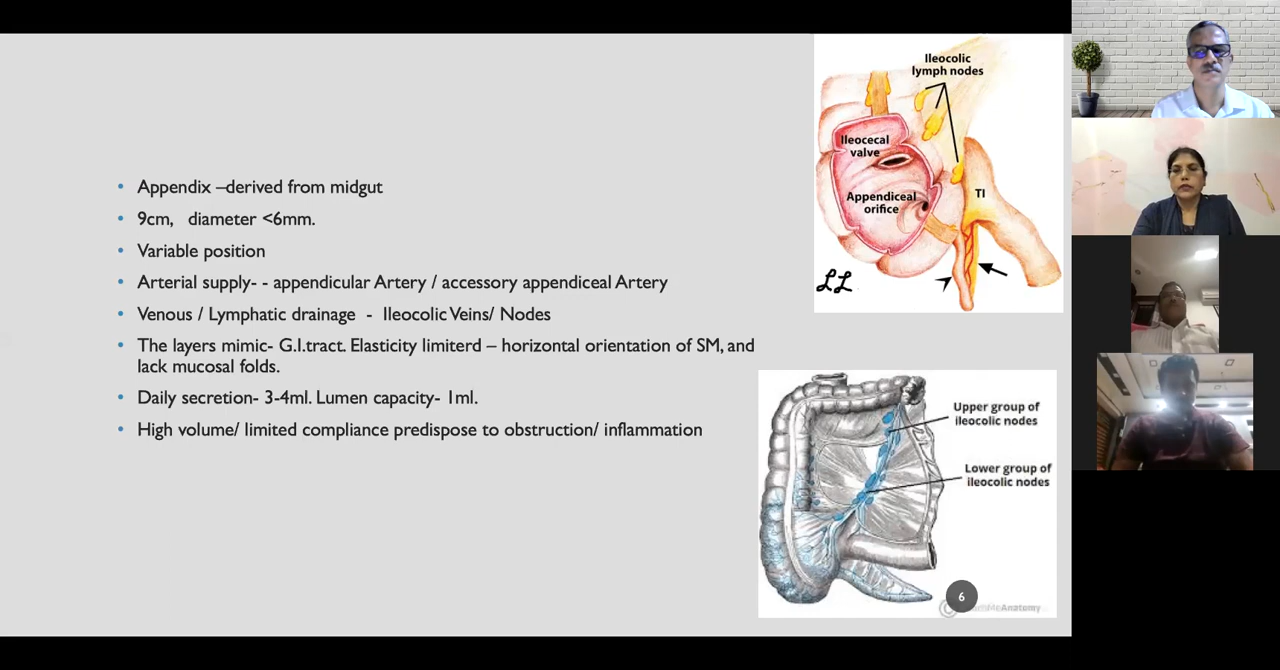 Appendix –derived from midgut
9cm, diameter <6mm.
Variable position
Arterial supply- - appendicular Artery / accessory appendiceal Artery
Venous / Lymphatic drainage - Ileocolic Veins/ Nodes
The layers mimic- G.I.tract. Elasticity limiterd – horizontal orientation of SM, and
lack mucosal folds.
Daily secretion- 3-4ml. Lumen capacity- 1ml.
High volume/ limited compliance predispose to obstruction/ inflammation
Ileocolic
lymph nodes
Ileocecal
valve
Appendiceal
orifice
TI
LL
Upper group of
ileocolic nodes
Lower group of
ileocolic nodes
6